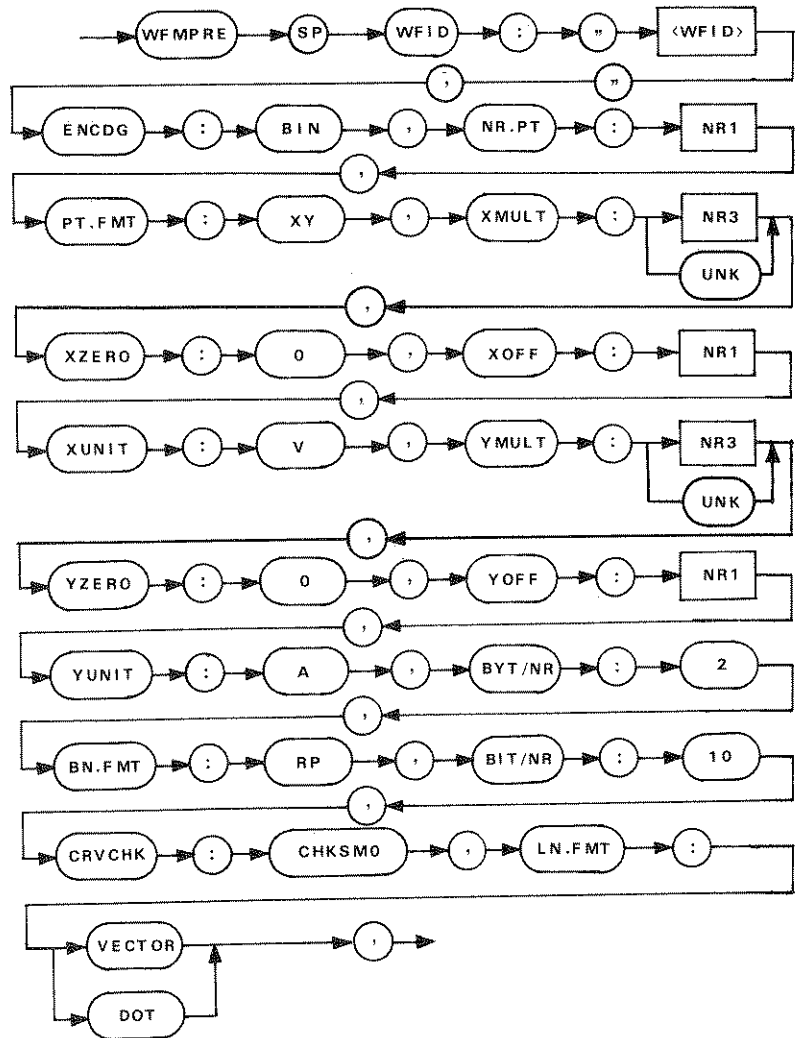 WFMPRE SP WFID : " <WFID>
, "
ENCDG : BIN , NR.PT : NR1
,
PT.FMT : XY , XMULT : NR3
UNK
,
XZERO : 0 , XOFF : NR1
,
XUNIT : V , YMULT : NR3
UNK
,
YZERO : 0 , YOFF : NR1
,
YUNIT : A , BYT/NR : 2
,
BN.FMT : RP , BIT/NR : 10
,
CRVCHK : CHKSM0 , LN.FMT :
VECTOR ,
DOT